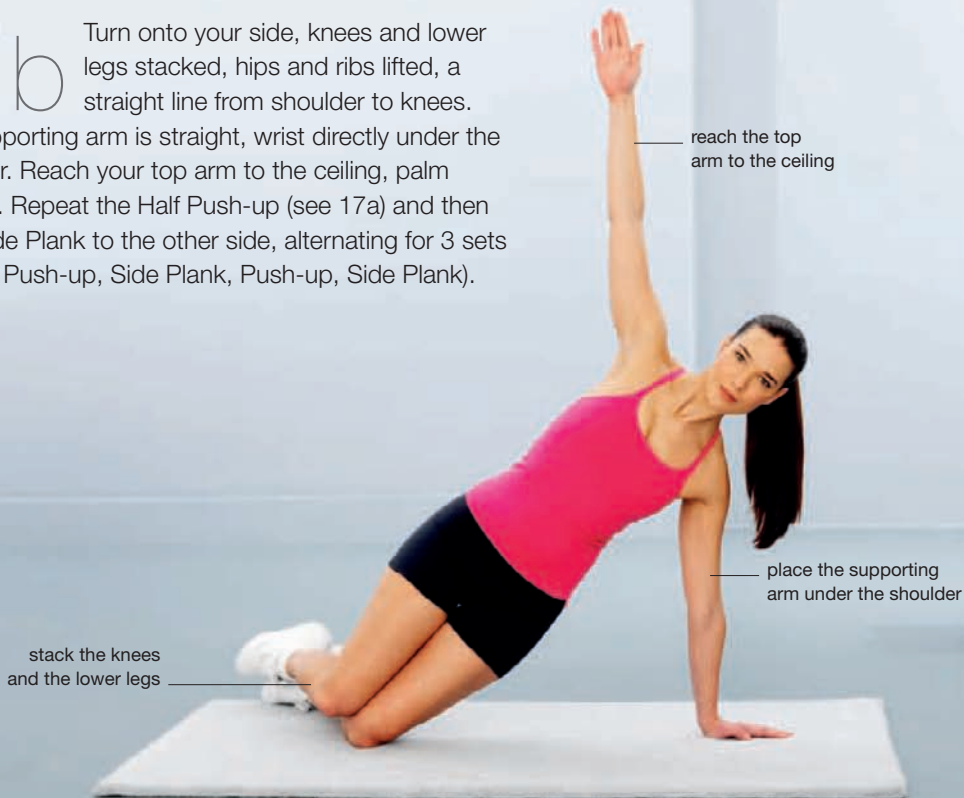 b
Turn onto your side, knees and lower
legs stacked, hips and ribs lifted, a
straight line from shoulder to knees.
arm is straight, wrist directly under the
Reach your top arm to the ceiling, palm
Repeat the Half Push-up (see 17a) and then
Plank to the other side, alternating for 3 sets
Push-up, Side Plank, Push-up, Side Plank).
reach the top
arm to the ceiling
place the supporting
arm under the shoulder
stack the knees
and the lower legs